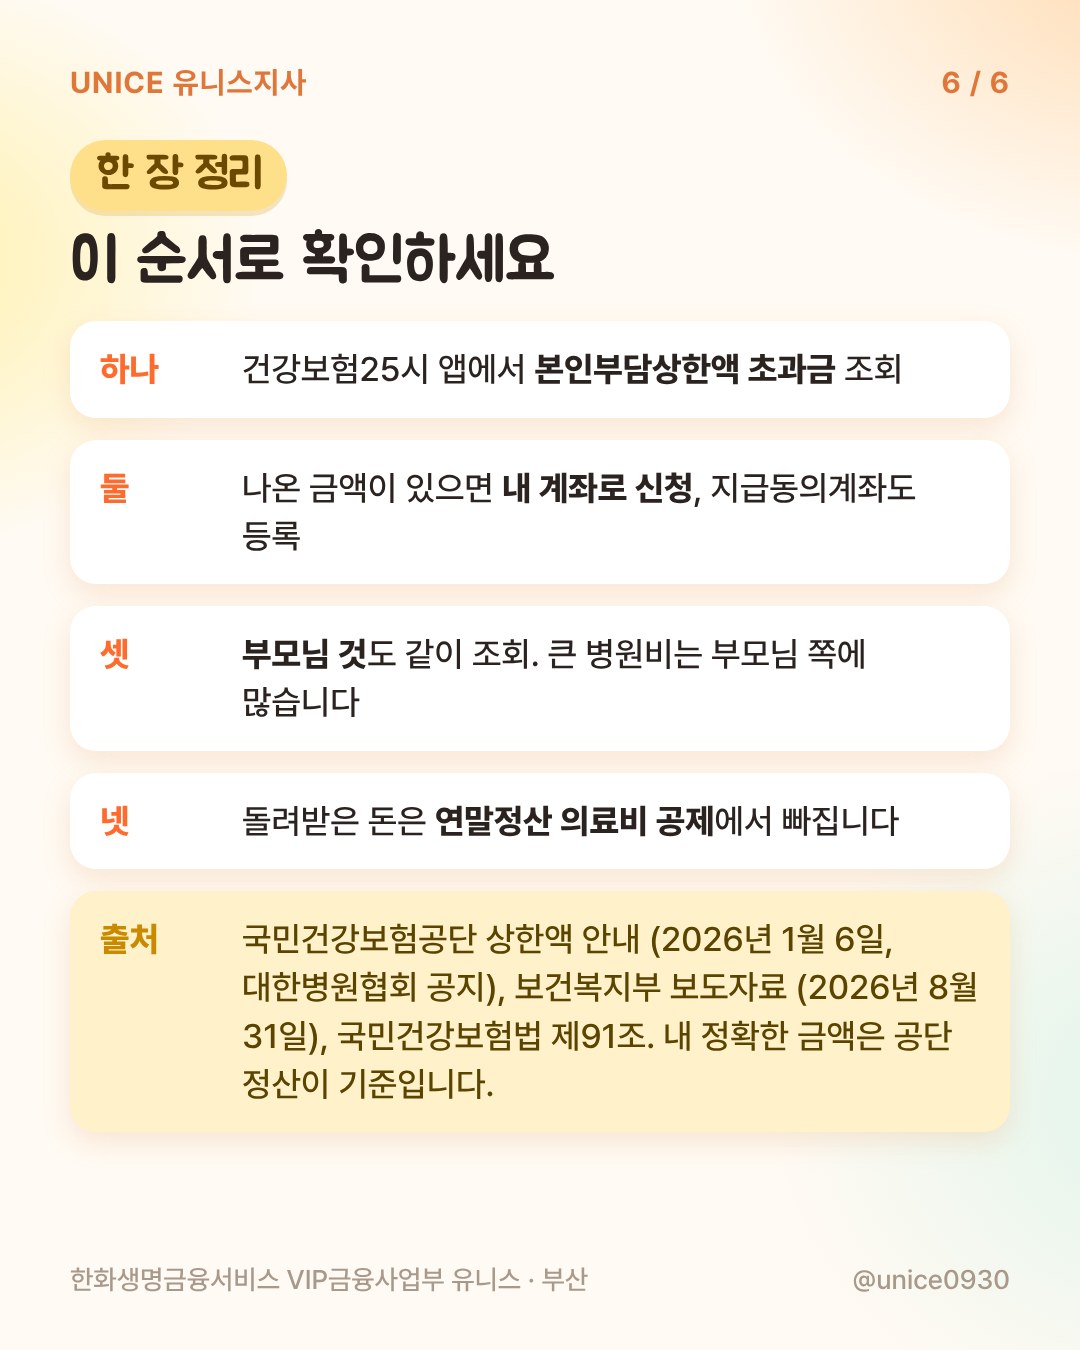 UNICE 유니스지사
6 / 6
한 장 정리
이 순서로 확인하세요
하나
건강보험25시 앱에서 본인부담상한액 초과금 조회
둘
나온 금액이 있으면 내 계좌로 신청, 지급동의계좌도
등록
셋
부모님 것도 같이 조회. 큰 병원비는 부모님 쪽에
많습니다
넷
돌려받은 돈은 연말정산 의료비 공제에서 빠집니다
출처
국민건강보험공단 상한액 안내 (2026년 1월 6일,
대한병원협회 공지), 보건복지부 보도자료 (2026년 8월
31일), 국민건강보험법 제91조. 내 정확한 금액은 공단
정산이 기준입니다.
한화생명금융서비스 VIP금융사업부 유니스 · 부산
@unice0930